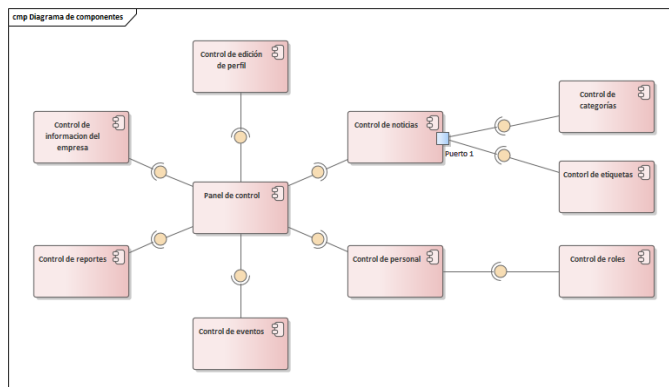 cmp Diagrama de componentes
Control de edición
de perfil
Control de
informacion del
empresa
Control de noticias
Control de
categorías
Puerto 1
Contorl de etiquetas
Panel de control
Control de reportes
Control de personal
Control de roles
Control de eventos